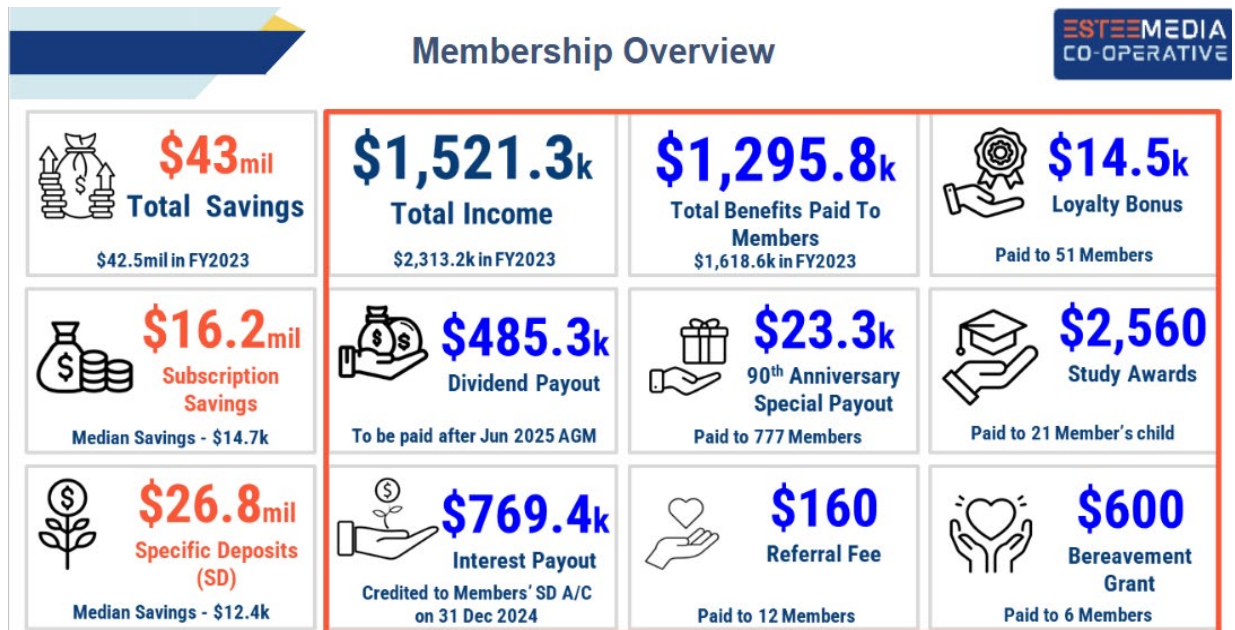 Membership Overview
ESTEEMEDIA
CO-OPERATIVE
$43mil
Total Savings
$42.5mil in FY2023
$1,521.3k
Total Income
$2,313.2k in FY2023
$1,295.8k
Total Benefits Paid To
Members
$1,618.6k in FY2023
$14.5k
Loyalty Bonus
Paid to 51 Members
$16.2mil
Subscription
Savings
Median Savings - $14.7k
$485.3k
Dividend Payout
To be paid after Jun 2025 AGM
$23.3k
90th Anniversary
Special Payout
Paid to 777 Members
$2,560
Study Awards
Paid to 21 Member's child
$26.8mil
Specific Deposits
(SD)
Median Savings - $12.4k
$769.4k
Interest Payout
Credited to Members' SD A/C
on 31 Dec 2024
$160
Referral Fee
Paid to 12 Members
$600
Bereavement
Grant
Paid to 6 Members